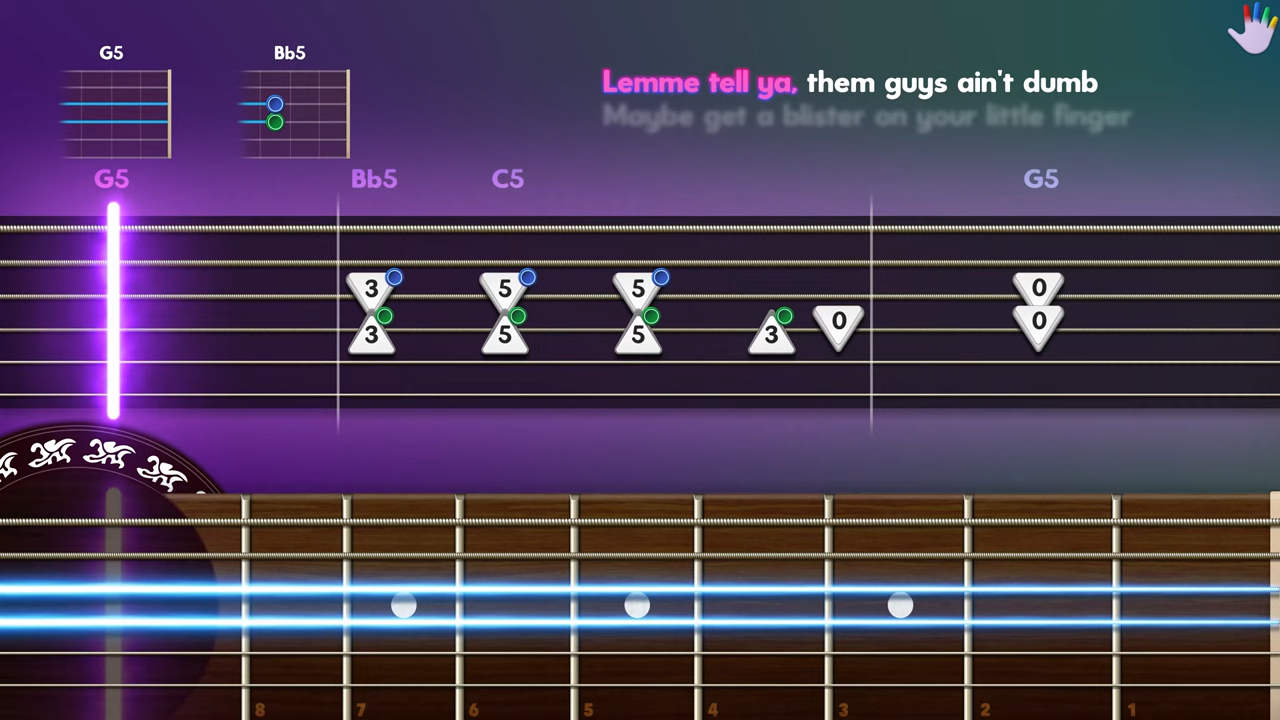 G5 Bb5
Lemme tell ya, them guys ain't dumb
Maybe get a blister on your little finger
G5 Bb5 C5 G5
3 5 5 0
3 5 5 3 0 0
8 7 6 5 4 3 2 1